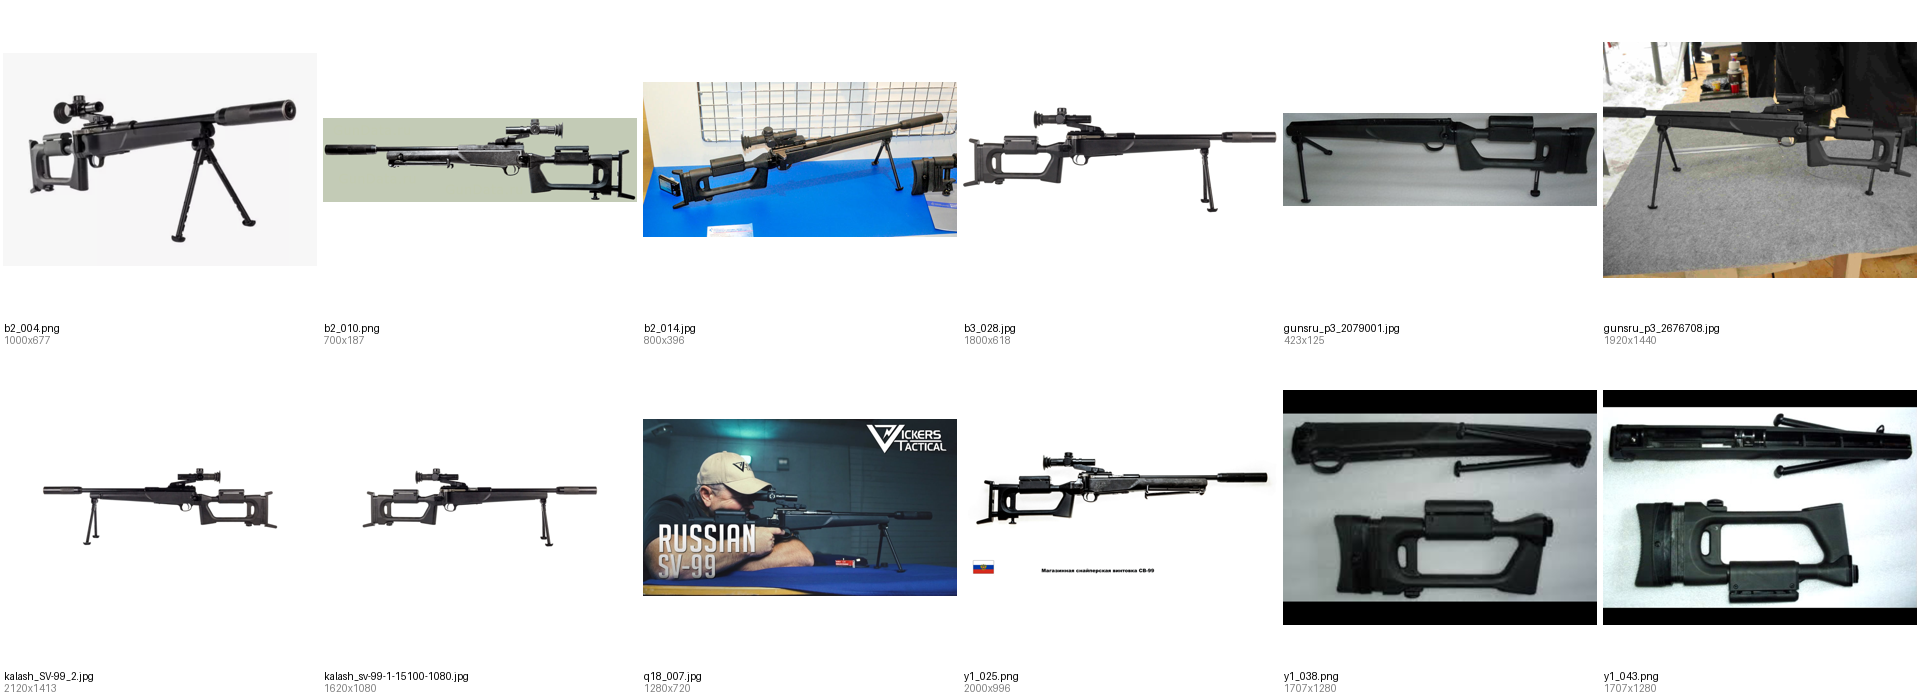 b2_004.png
1000x677
b2_010.png
700x187
b2_014.jpg
800x396
b3_028.jpg
1800x618
gunsru_p3_2079001.jpg
423x125
gunsru_p3_2676708.jpg
1920x1440
VICKERS
TACTICAL
RUSSIAN
SV-99
Магазинная снайперская винтовка СВ-99
kalash_SV-99_2.jpg
2120x1413
kalash_sv-99-1-15100-1080.jpg
1620x1080
q18_007.jpg
1280x720
y1_025.png
2000x996
y1_038.png
1707x1280
y1_043.png
1707x1280